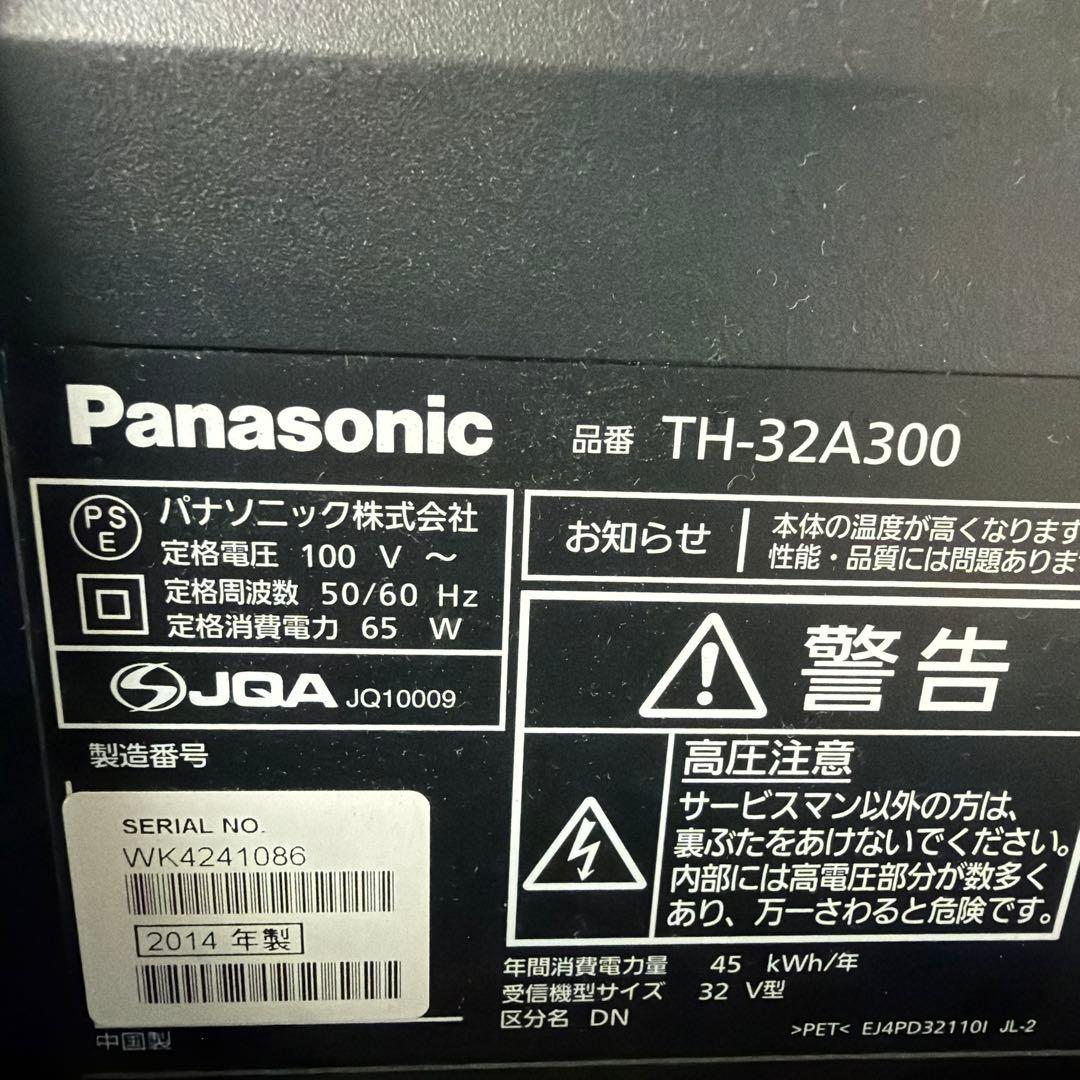 Panasonic 品番 TH-32A300
PS
E
パナソニック株式会社
定格電圧 100 V ～
定格周波数 50/60 Hz
定格消費電力 65 W
JQA JQ10009
お知らせ
本体の温度が高くなります
性能・品質には問題ありま
警告
高圧注意
サービスマン以外の方は、
裏ぶたをあけないでください。
内部には高電圧部分が数多く
あり、万一さわると危険です。
製造番号
SERIAL NO.
WK4241086
2014 年製
中国製
年間消費電力量 45 kWh/年
受信機型サイズ 32 V型
区分名 DN
>PET< EJ4PD32110I JL-2